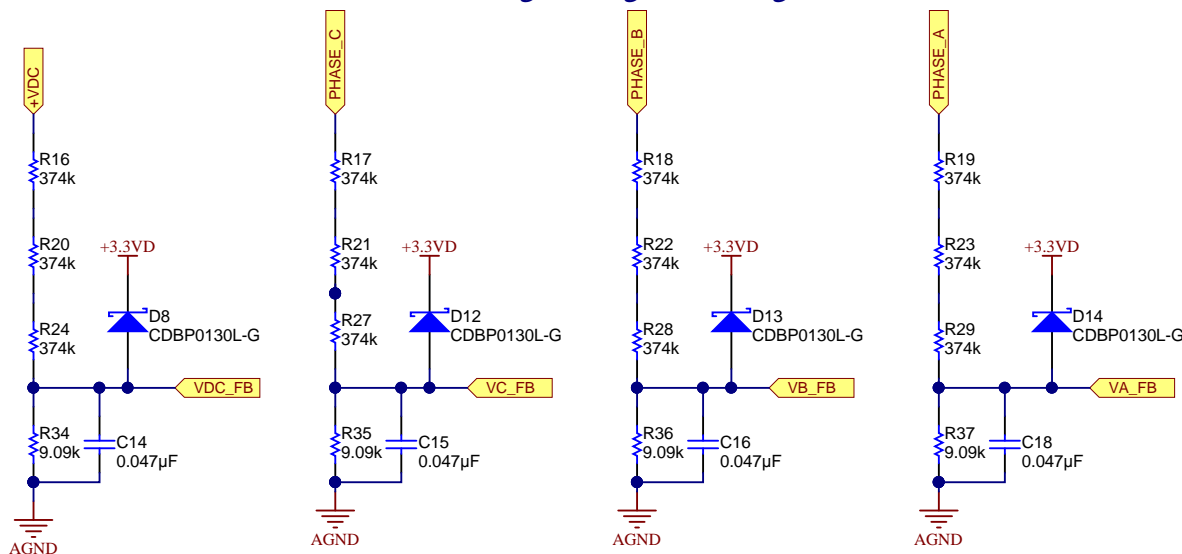 +VDC
PHASE_C
PHASE_B
PHASE_A
R16
374k
R17
374k
R18
374k
R19
374k
R20
374k
+3.3VD
R21
374k
+3.3VD
R22
374k
+3.3VD
R23
374k
+3.3VD
R24
374k
D8
CDBP0130L-G
R27
374k
D12
CDBP0130L-G
R28
374k
D13
CDBP0130L-G
R29
374k
D14
CDBP0130L-G
VDC_FB
VC_FB
VB_FB
VA_FB
R34
9.09k
C14
0.047µF
R35
9.09k
C15
0.047µF
R36
9.09k
C16
0.047µF
R37
9.09k
C18
0.047µF
AGND
AGND
AGND
AGND